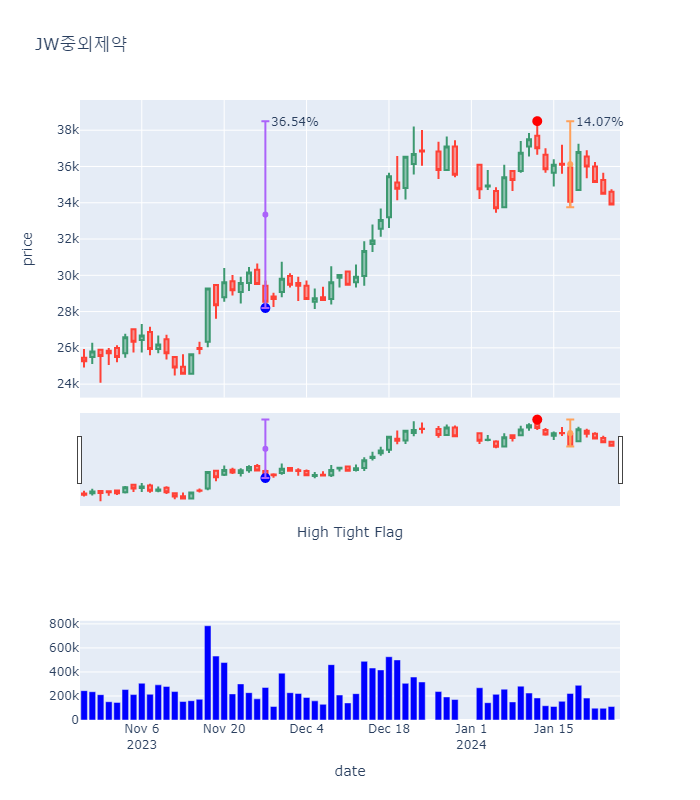 JW중외제약
36.54%
14.07%
38k
36k
34k
32k
30k
28k
26k
24k
price
High Tight Flag
800k
600k
400k
200k
0
Nov 6
2023
Nov 20
Dec 4
Dec 18
Jan 1
2024
Jan 15
date